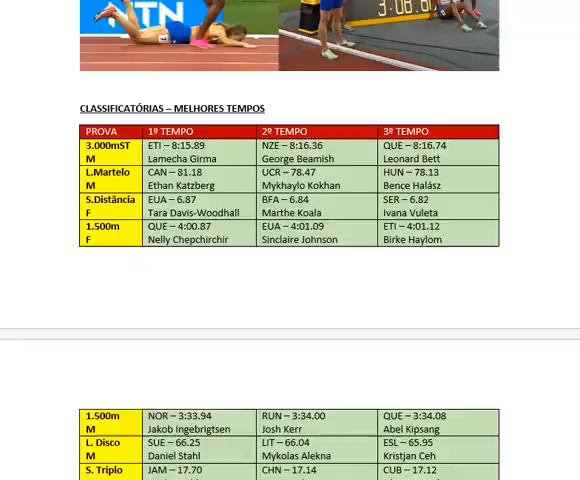 NTN
3:08.6
CLASSIFICATÓRIAS – MELHORES TEMPOS
PROVA 1º TEMPO 2º TEMPO 3º TEMPO
3.000mST ETI – 8:15.89 NZE – 8:16.36 QUE – 8:16.74
M Lamecha Girma George Beamish Leonard Bett
L.Martelo CAN – 81.18 UCR – 78.47 HUN – 78.13
M Ethan Katzberg Mykhaylo Kokhan Bence Halász
S.Distância EUA – 6.87 BFA – 6.84 SER – 6.82
F Tara Davis-Woodhall Marthe Koala Ivana Vuleta
1.500m QUE – 4:00.87 EUA – 4:01.09 ETI – 4:01.12
F Nelly Chepchirchir Sinclaire Johnson Birke Haylom
1.500m NOR – 3:33.94 RUN – 3:34.00 QUE – 3:34.08
M Jakob Ingebrigtsen Josh Kerr Abel Kipsang
L. Disco SUE – 66.25 LIT – 66.04 ESL – 65.95
M Daniel Stahl Mykolas Alekna Kristjan Ceh
S. Triplo JAM – 17.70 CHN – 17.14 CUB – 17.12